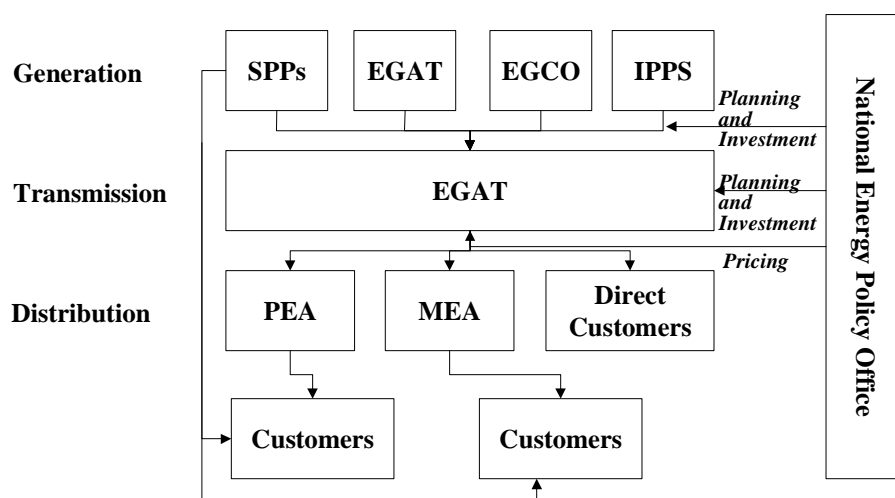 Generation
SPPs
EGAT
EGCO
IPPS
Planning
and
Investment
Transmission
EGAT
Planning
and
Investment
Pricing
Distribution
PEA
MEA
Direct
Customers
Customers
Customers
National Energy Policy Office